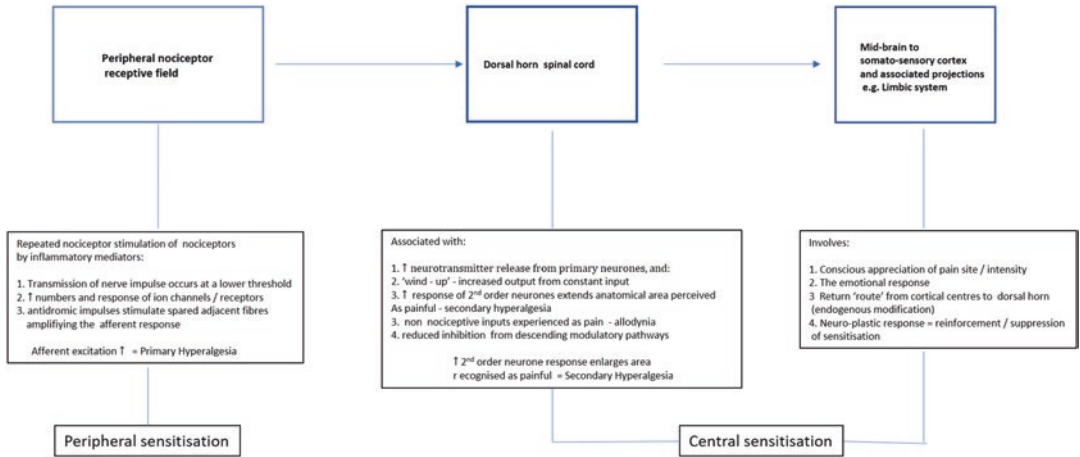 Peripheral nociceptor
receptive field
Dorsal horn spinal cord
Mid-brain to
somato-sensory cortex
and associated projections
e.g. Limbic system
Repeated nociceptor stimulation of nociceptors
by inflammatory mediators:
1. Transmission of nerve impulse occurs at a lower threshold
2. ↑ numbers and response of ion channels / receptors
3. antidromic impulses stimulate spared adjacent fibres
amplifiying the afferent response
Afferent excitation ↑ = Primary Hyperalgesia
Associated with:
1. ↑ neurotransmitter release from primary neurones, and:
2. ‘wind - up’ - increased output from constant input
3. ↑ response of 2nd order neurones extends anatomical area perceived
As painful - secondary hyperalgesia
3. non nociceptive inputs experienced as pain - allodynia
4. reduced inhibition from descending modulatory pathways
↑ 2nd order neurone response enlarges area
r ecognised as painful = Secondary Hyperalgesia
Involves:
1. Conscious appreciation of pain site / intensity
2. The emotional response
3 Return ‘route’ from cortical centres to dorsal horn
(endogenous modification)
4. Neuro-plastic response = reinforcement / suppression
of sensitisation
Peripheral sensitisation
Central sensitisation